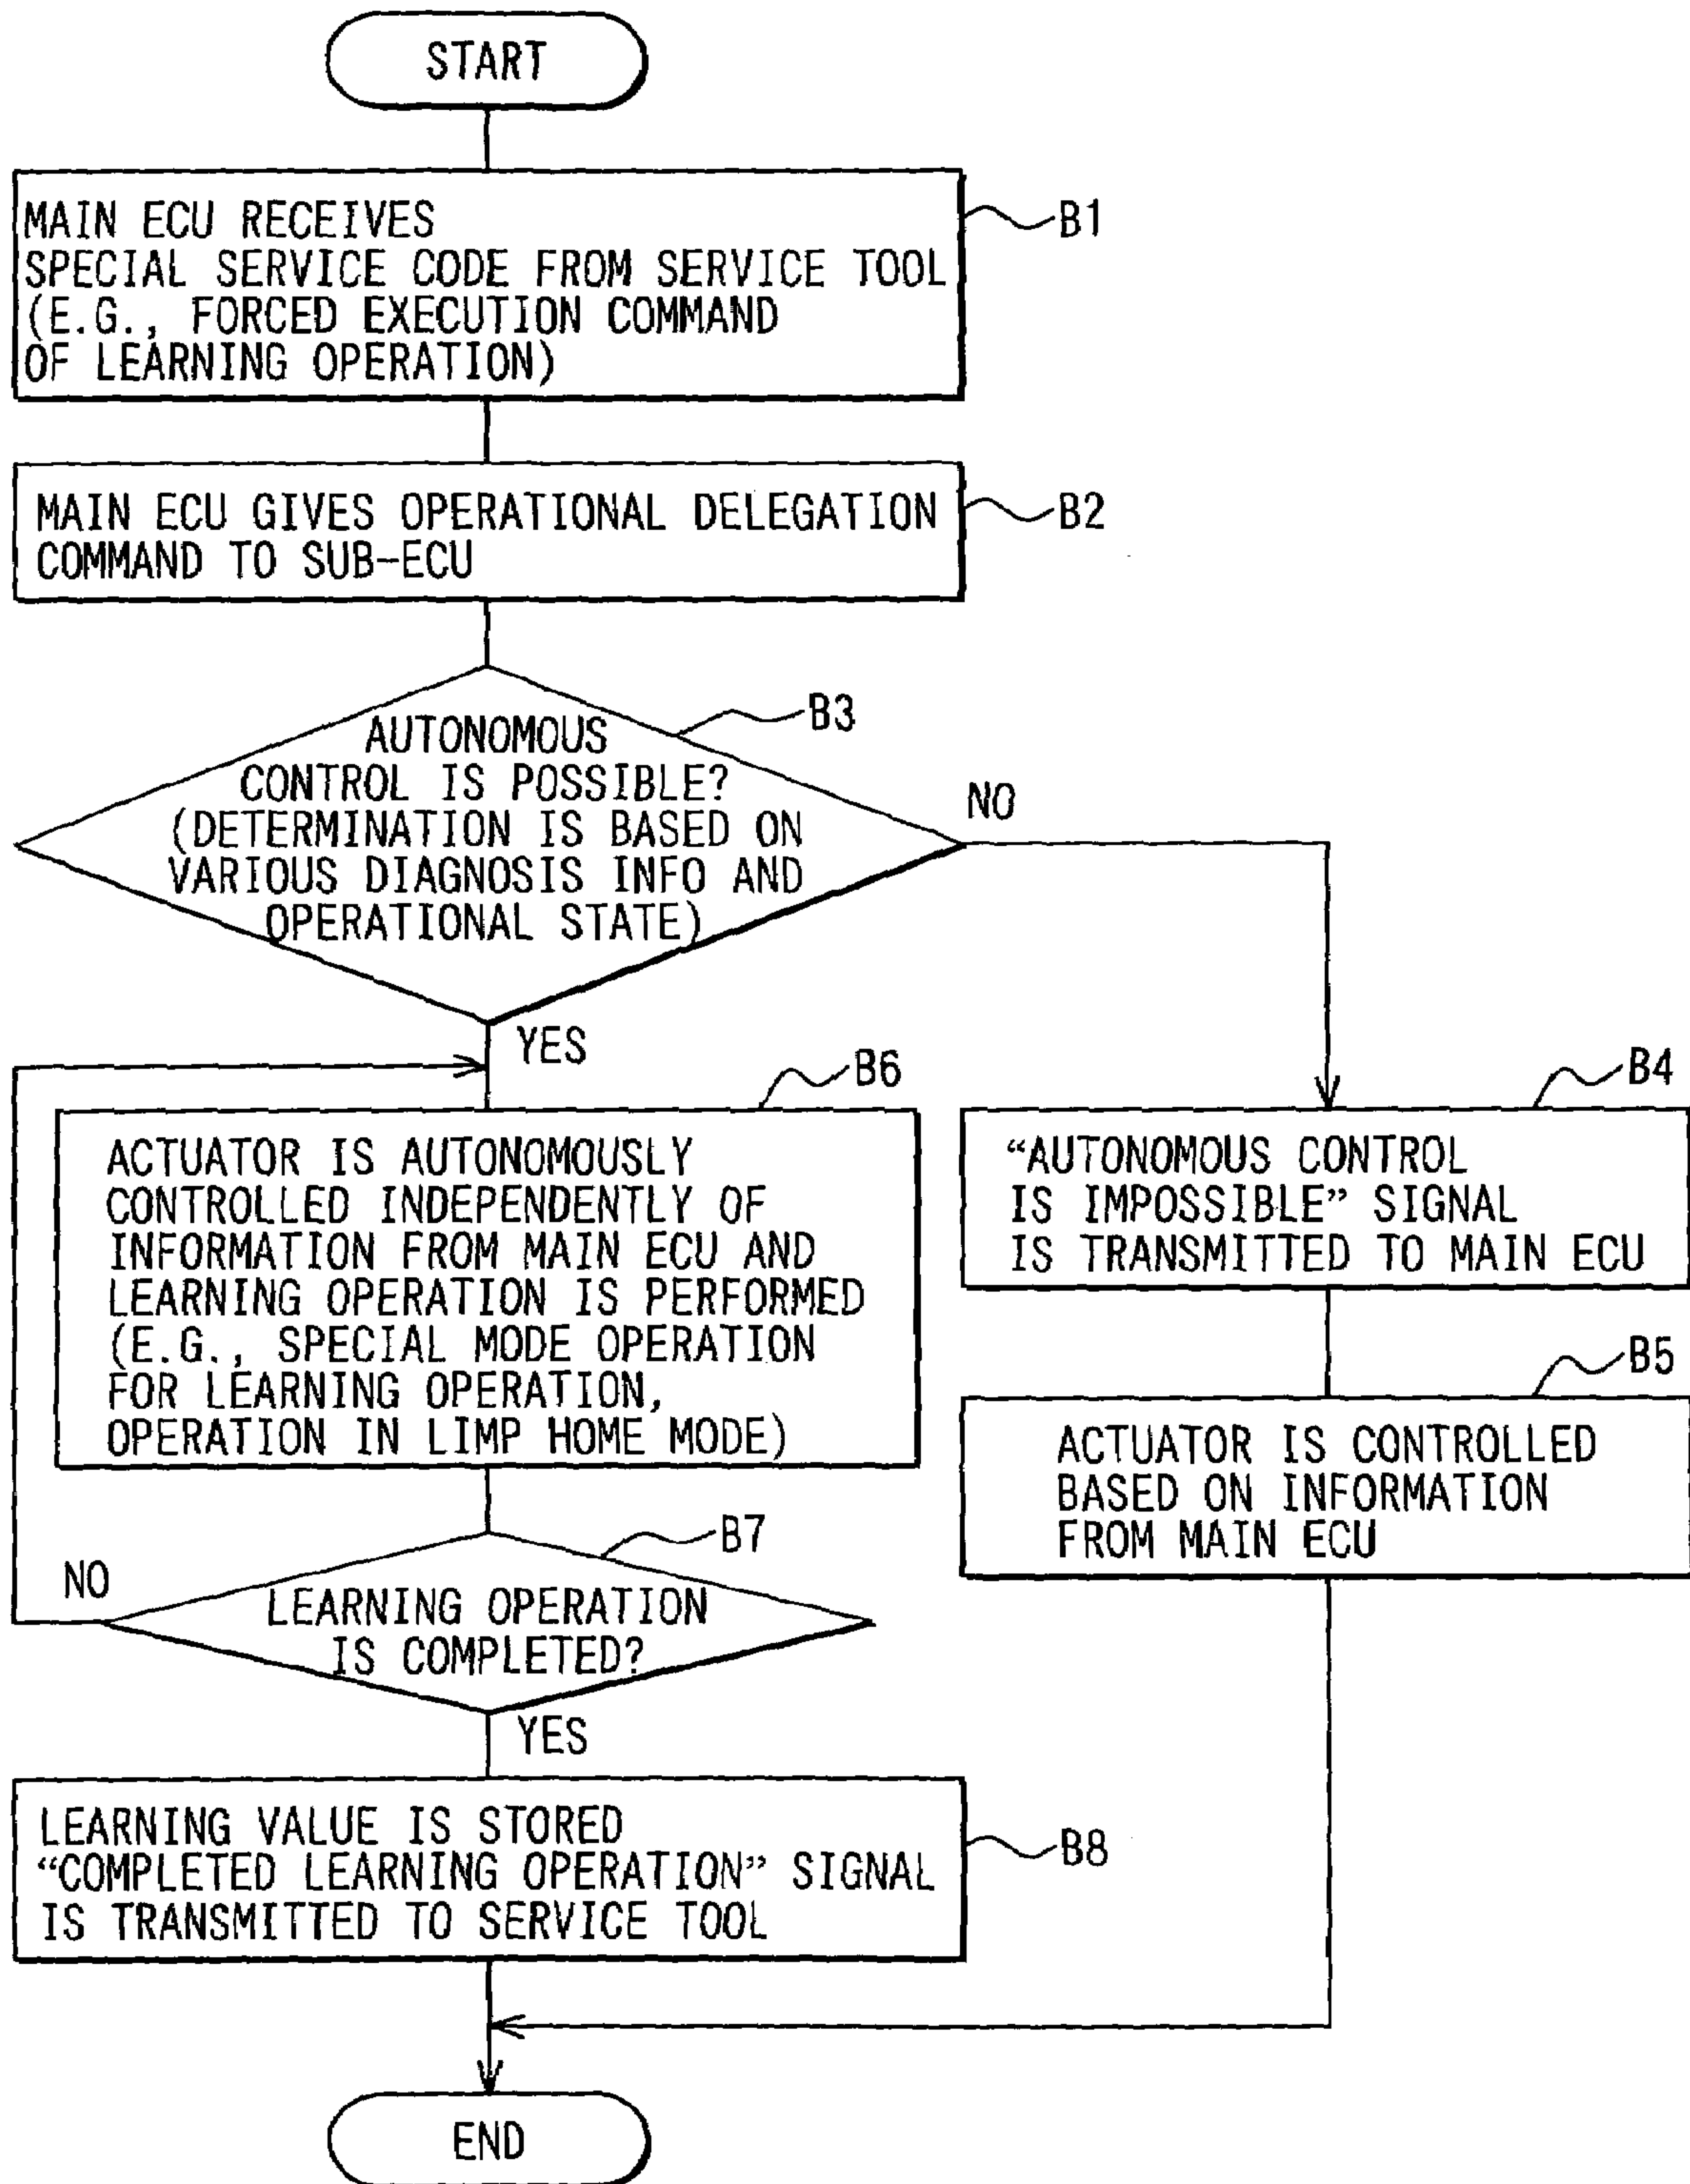 START
MAIN ECU RECEIVES
SPECIAL SERVICE CODE FROM SERVICE TOOL
(E.G., FORCED EXECUTION COMMAND
OF LEARNING OPERATION)
B1
MAIN ECU GIVES OPERATIONAL DELEGATION
COMMAND TO SUB-ECU
B2
AUTONOMOUS
CONTROL IS POSSIBLE?
(DETERMINATION IS BASED ON
VARIOUS DIAGNOSIS INFO AND
OPERATIONAL STATE)
B3
NO
YES
B6
ACTUATOR IS AUTONOMOUSLY
CONTROLLED INDEPENDENTLY OF
INFORMATION FROM MAIN ECU AND
LEARNING OPERATION IS PERFORMED
(E.G., SPECIAL MODE OPERATION
FOR LEARNING OPERATION,
OPERATION IN LIMP HOME MODE)
B4
“AUTONOMOUS CONTROL
IS IMPOSSIBLE” SIGNAL
IS TRANSMITTED TO MAIN ECU
B5
ACTUATOR IS CONTROLLED
BASED ON INFORMATION
FROM MAIN ECU
B7
NO
LEARNING OPERATION
IS COMPLETED?
YES
LEARNING VALUE IS STORED
“COMPLETED LEARNING OPERATION” SIGNAL
IS TRANSMITTED TO SERVICE TOOL
B8
END